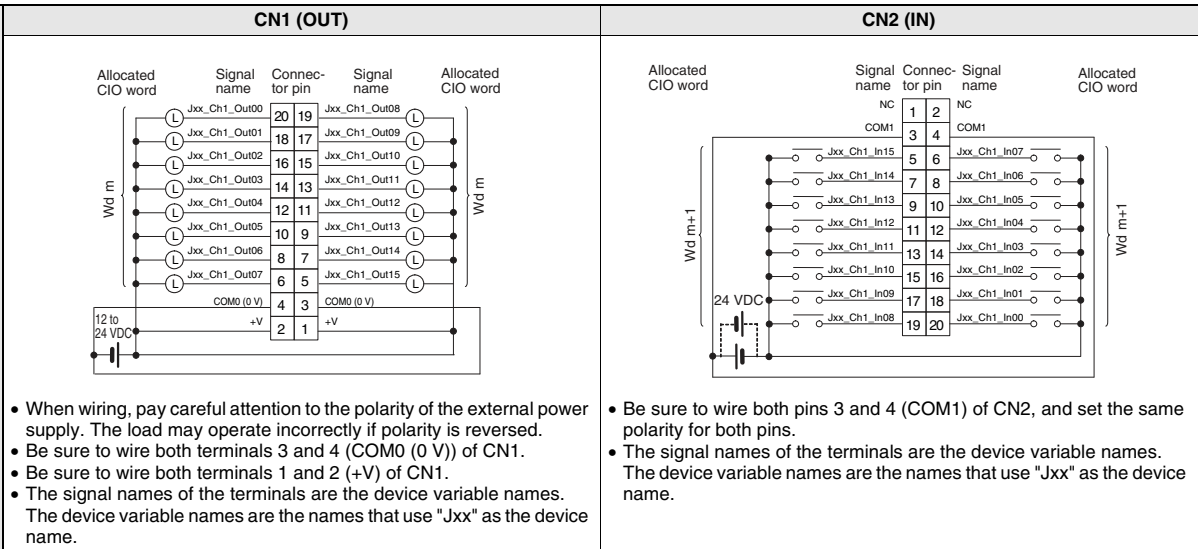 CN1 (OUT)
CN2 (IN)
Allocated CIO word
Signal name
Connec-tor pin
Signal name
Allocated CIO word
Jxx_Ch1_Out00 20 19 Jxx_Ch1_Out08
Jxx_Ch1_Out01 18 17 Jxx_Ch1_Out09
Jxx_Ch1_Out02 16 15 Jxx_Ch1_Out10
Jxx_Ch1_Out03 14 13 Jxx_Ch1_Out11
Jxx_Ch1_Out04 12 11 Jxx_Ch1_Out12
Jxx_Ch1_Out05 10 9 Jxx_Ch1_Out13
Jxx_Ch1_Out06 8 7 Jxx_Ch1_Out14
Jxx_Ch1_Out07 6 5 Jxx_Ch1_Out15
COM0 (0 V) 4 3 COM0 (0 V)
+V 2 1 +V
L L
L L
L L
L L
L L
L L
L L
L L
Wd m
Wd m
12 to
24 VDC
• When wiring, pay careful attention to the polarity of the external power
supply. The load may operate incorrectly if polarity is reversed.
• Be sure to wire both terminals 3 and 4 (COM0 (0 V)) of CN1.
• Be sure to wire both terminals 1 and 2 (+V) of CN1.
• The signal names of the terminals are the device variable names.
The device variable names are the names that use "Jxx" as the device
name.
Allocated CIO word
Signal name
Connec-tor pin
Signal name
Allocated CIO word
NC 1 2 NC
COM1 3 4 COM1
Jxx_Ch1_In15 5 6 Jxx_Ch1_In07
Jxx_Ch1_In14 7 8 Jxx_Ch1_In06
Jxx_Ch1_In13 9 10 Jxx_Ch1_In05
Jxx_Ch1_In12 11 12 Jxx_Ch1_In04
Jxx_Ch1_In11 13 14 Jxx_Ch1_In03
Jxx_Ch1_In10 15 16 Jxx_Ch1_In02
Jxx_Ch1_In09 17 18 Jxx_Ch1_In01
Jxx_Ch1_In08 19 20 Jxx_Ch1_In00
Wd m+1
Wd m+1
24 VDC
• Be sure to wire both pins 3 and 4 (COM1) of CN2, and set the same
polarity for both pins.
• The signal names of the terminals are the device variable names.
The device variable names are the names that use "Jxx" as the device
name.